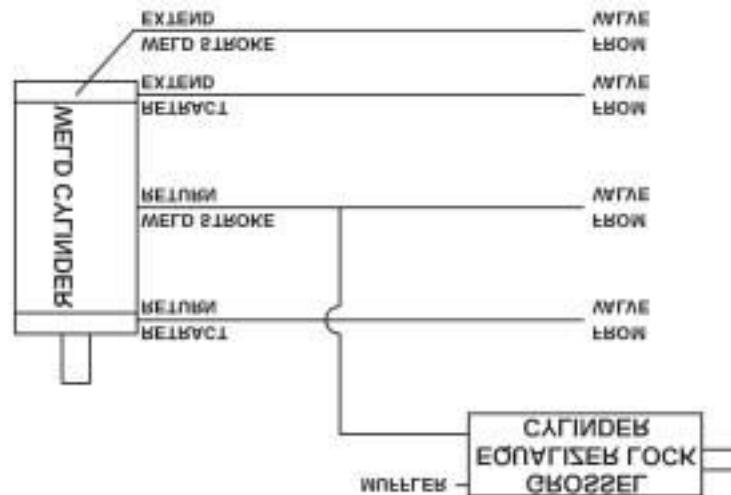 MUFFLER
GROSSEL
EQUALIZER LOCK
CYLINDER
RETRACT
RETURN
FROM
VALVE
WELD CYLINDER
WELD STROKE
RETURN
FROM
VALVE
RETRACT
EXTEND
FROM
VALVE
WELD STROKE
EXTEND
FROM
VALVE